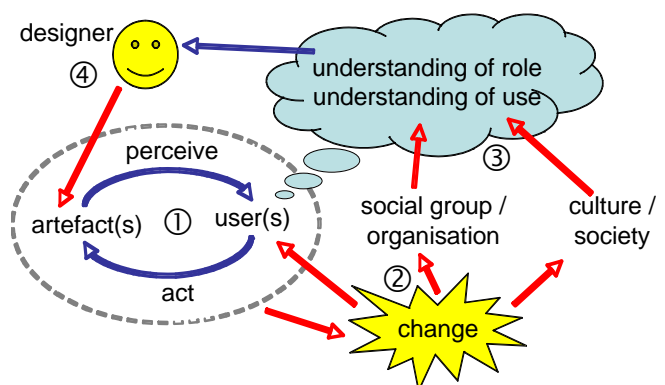 designer
④
understanding of role
understanding of use
③
perceive
artefact(s)
①
user(s)
act
social group /
organisation
culture /
society
②
change